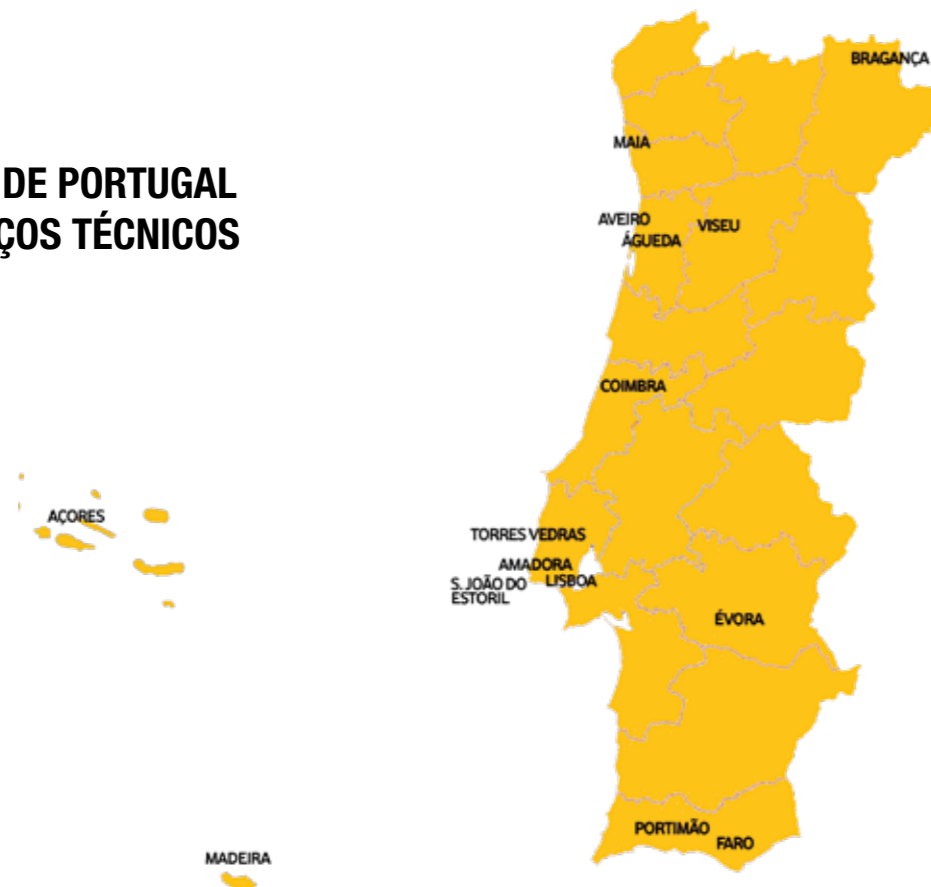 BRAGANÇA
MAIA
DE PORTUGAL
ÇOS TÉCNICOS
AVEIRO
ÁGUEDA
VISEU
COIMBRA
AÇORES
TORRES VEDRAS
AMADORA
LISBOA
S. JOÃO DO
ESTORIL
ÉVORA
PORTIMÃO
FARO
MADEIRA